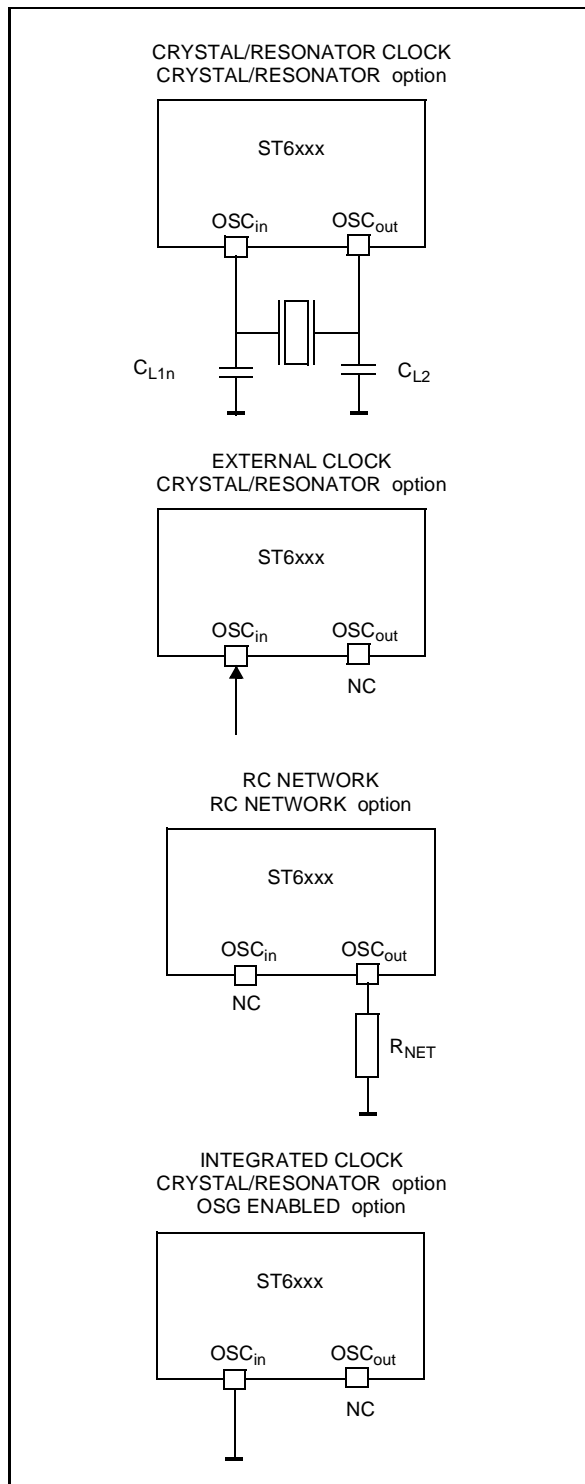 CRYSTAL/RESONATOR CLOCK
CRYSTAL/RESONATOR option
ST6xxx
OSCin OSCout
CL1n CL2
EXTERNAL CLOCK
CRYSTAL/RESONATOR option
ST6xxx
OSCin OSCout
NC
RC NETWORK
RC NETWORK option
ST6xxx
OSCin OSCout
NC
RNET
INTEGRATED CLOCK
CRYSTAL/RESONATOR option
OSG ENABLED option
ST6xxx
OSCin OSCout
NC